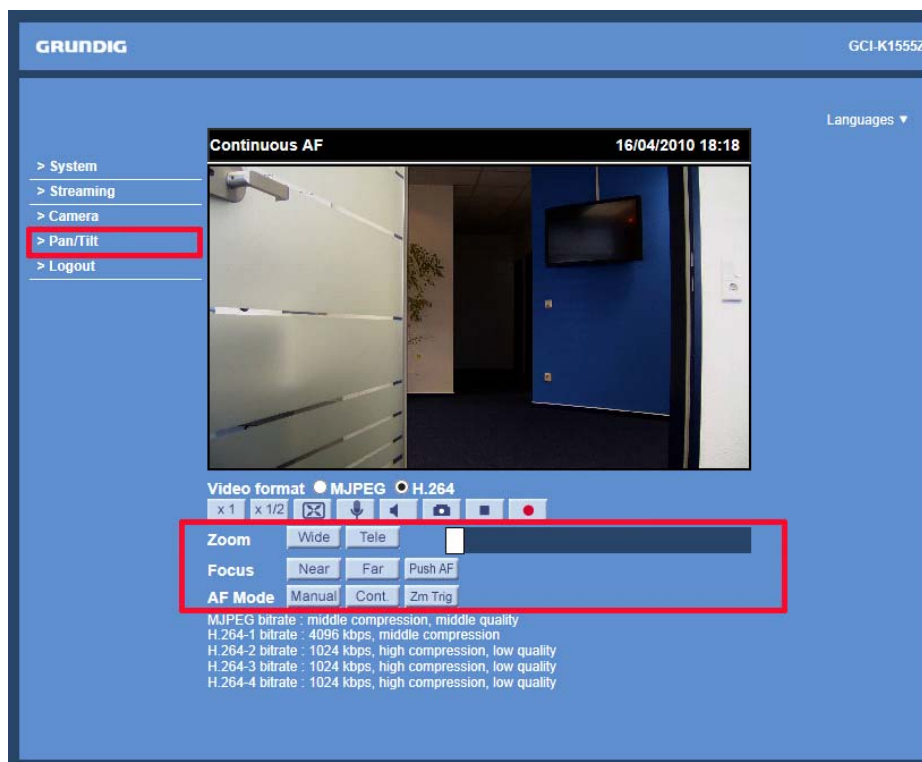 GRUNDIG
GCI-K1555Z
Languages ▼
Continuous AF 16/04/2010 18:18
> System
> Streaming
> Camera
> Pan/Tilt
> Logout
Video format MJPEG H.264
x 1 x 1/2
Zoom Wide Tele
Focus Near Far Push AF
AF Mode Manual Cont. Zm Trig
MJPEG bitrate : middle compression, middle quality
H.264-1 bitrate : 4096 kbps, middle compression
H.264-2 bitrate : 1024 kbps, high compression, low quality
H.264-3 bitrate : 1024 kbps, high compression, low quality
H.264-4 bitrate : 1024 kbps, high compression, low quality